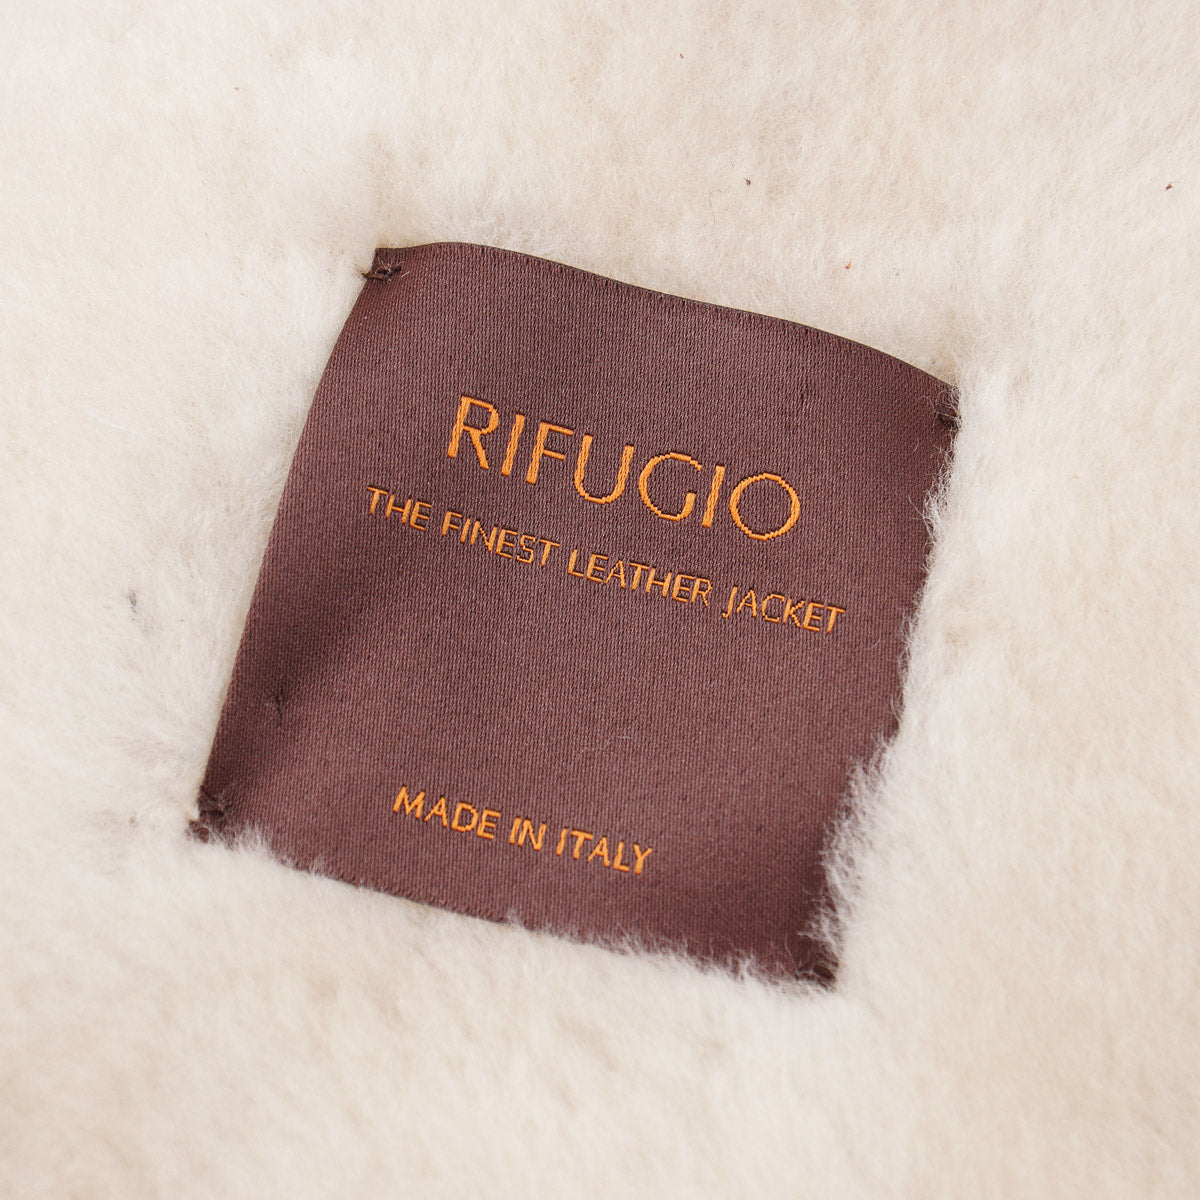 RIFUGIO
THE FINEST LEATHER JACKET
MADE IN ITALY